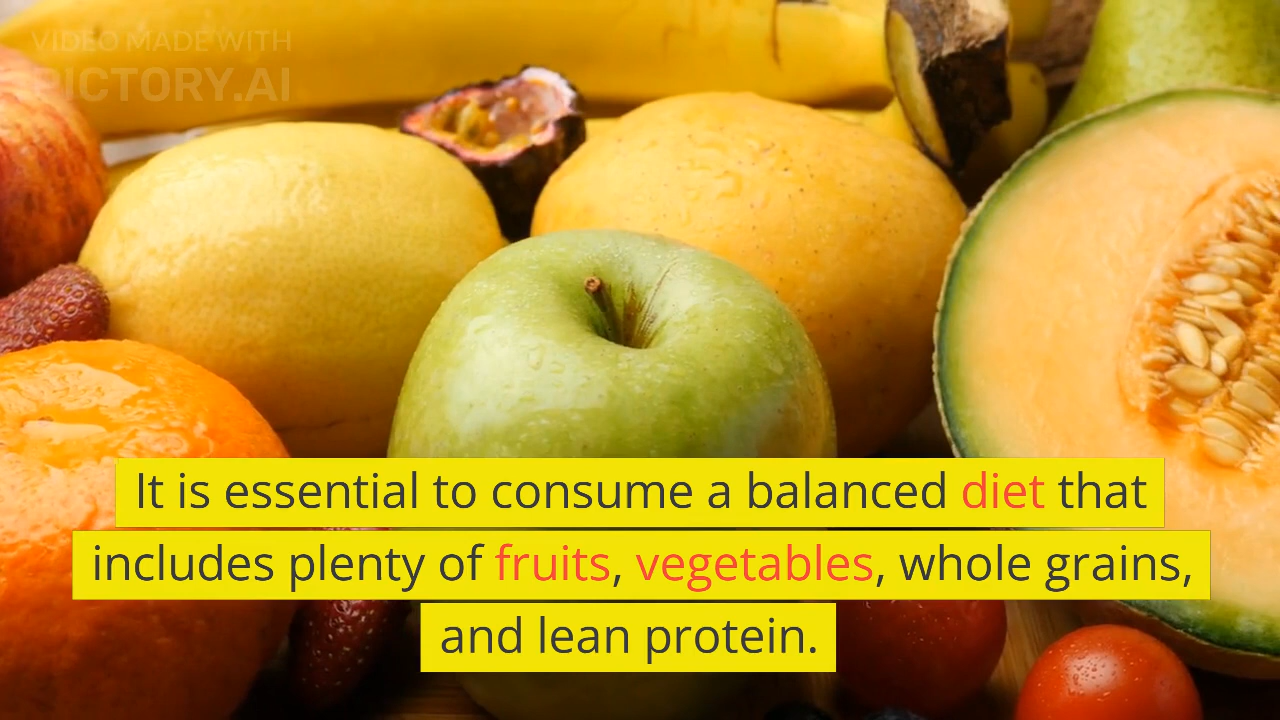 VIDEO MADE WITH
PICTORY.AI
It is essential to consume a balanced diet that
includes plenty of fruits, vegetables, whole grains,
and lean protein.